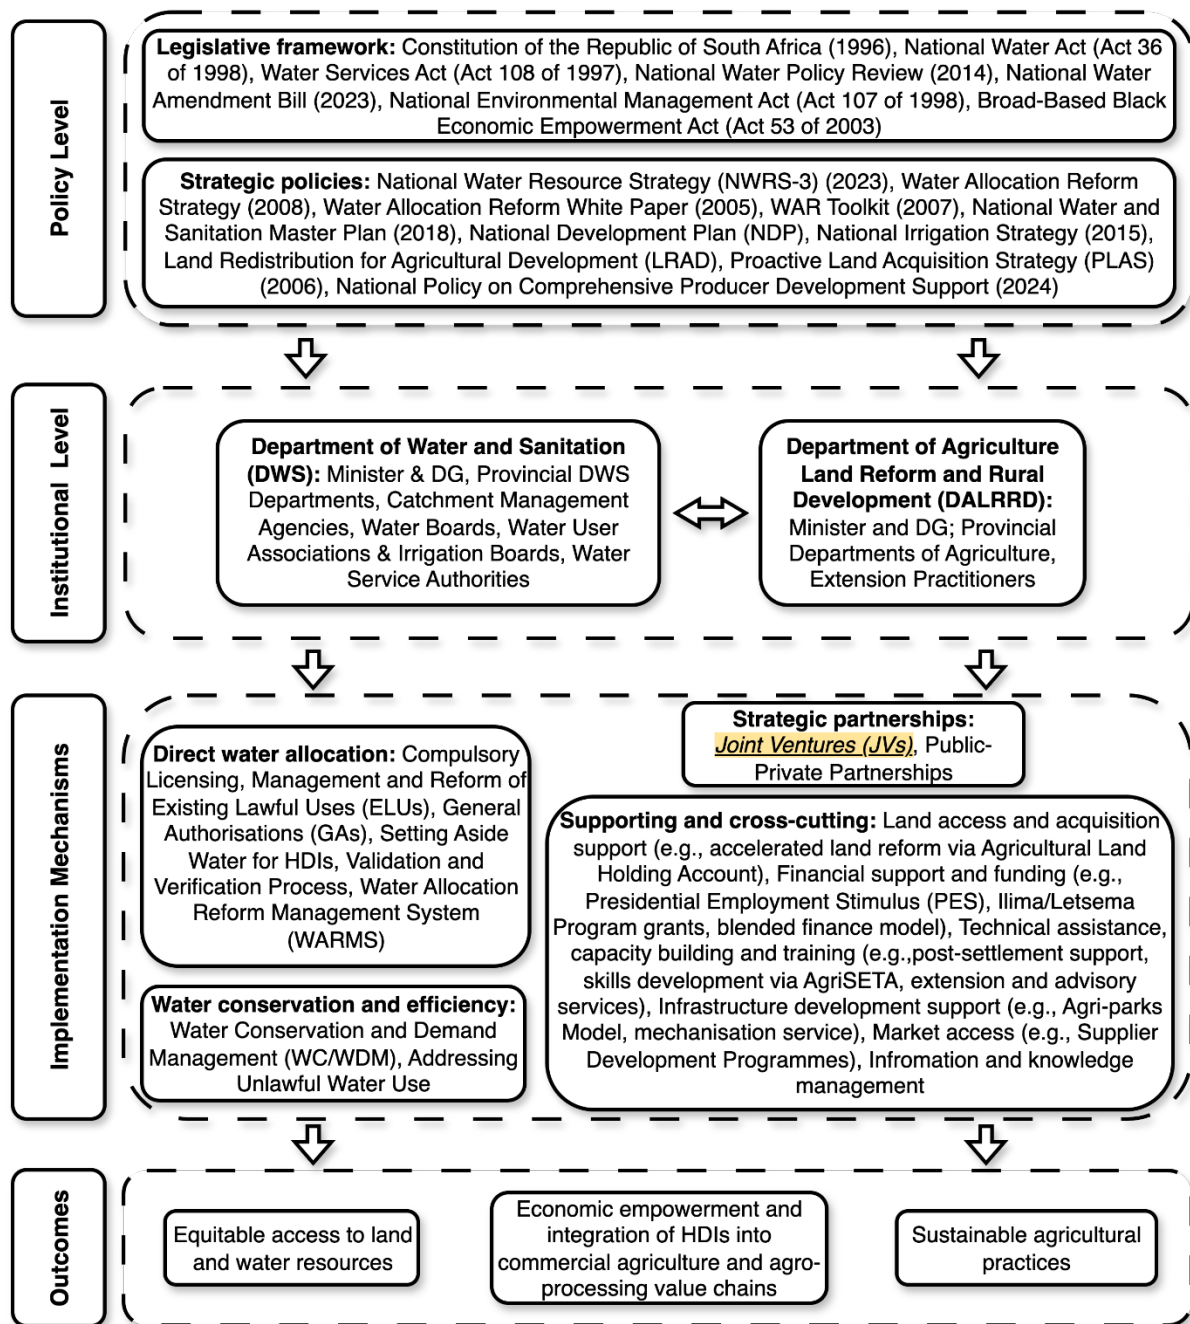 Policy Level
Legislative framework: Constitution of the Republic of South Africa (1996), National Water Act (Act 36
of 1998), Water Services Act (Act 108 of 1997), National Water Policy Review (2014), National Water
Amendment Bill (2023), National Environmental Management Act (Act 107 of 1998), Broad-Based Black
Economic Empowerment Act (Act 53 of 2003)
Strategic policies: National Water Resource Strategy (NWRS-3) (2023), Water Allocation Reform
Strategy (2008), Water Allocation Reform White Paper (2005), WAR Toolkit (2007), National Water and
Sanitation Master Plan (2018), National Development Plan (NDP), National Irrigation Strategy (2015),
Land Redistribution for Agricultural Development (LRAD), Proactive Land Acquisition Strategy (PLAS)
(2006), National Policy on Comprehensive Producer Development Support (2024)
Institutional Level
Department of Water and Sanitation
(DWS): Minister & DG, Provincial DWS
Departments, Catchment Management
Agencies, Water Boards, Water User
Associations & Irrigation Boards, Water
Service Authorities
Department of Agriculture
Land Reform and Rural
Development (DALRRD):
Minister and DG; Provincial
Departments of Agriculture,
Extension Practitioners
Implementation Mechanisms
Direct water allocation: Compulsory
Licensing, Management and Reform of
Existing Lawful Uses (ELUs), General
Authorisations (GAs), Setting Aside
Water for HDIs, Validation and
Verification Process, Water Allocation
Reform Management System
(WARMS)
Water conservation and efficiency:
Water Conservation and Demand
Management (WC/WDM), Addressing
Unlawful Water Use
Strategic partnerships:
Joint Ventures (JVs), Public-
Private Partnerships
Supporting and cross-cutting: Land access and acquisition
support (e.g., accelerated land reform via Agricultural Land
Holding Account), Financial support and funding (e.g.,
Presidential Employment Stimulus (PES), Ilima/Letsema
Program grants, blended finance model), Technical assistance,
capacity building and training (e.g.,post-settlement support,
skills development via AgriSETA, extension and advisory
services), Infrastructure development support (e.g., Agri-parks
Model, mechanisation service), Market access (e.g., Supplier
Development Programmes), Infromation and knowledge
management
Outcomes
Equitable access to land
and water resources
Economic empowerment and
integration of HDIs into
commercial agriculture and agro-
processing value chains
Sustainable agricultural
practices